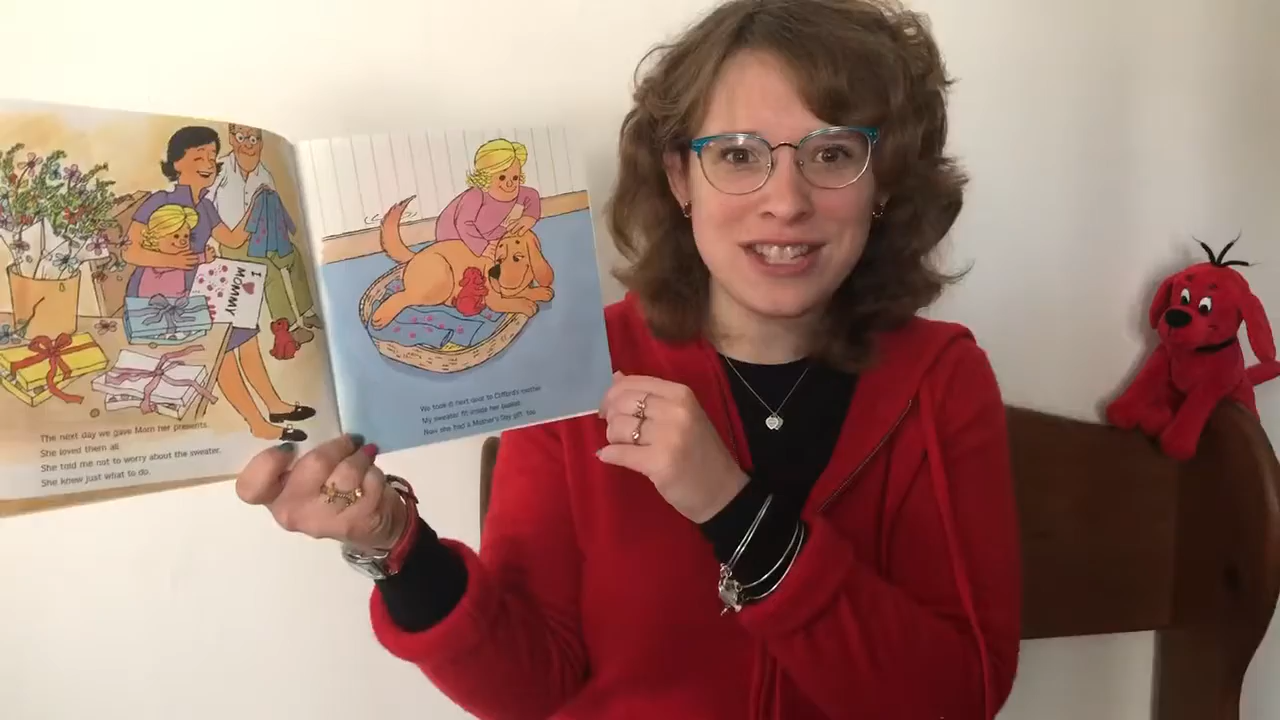 I
MOMMY
The next day we gave Mom her presents.
She loved them all.
She told me not to worry about the sweater.
She knew just what to do.
We took it next door to Clifford's mother.
My sweater fit inside her basket.
Now she had a Mother's Day gift, too.